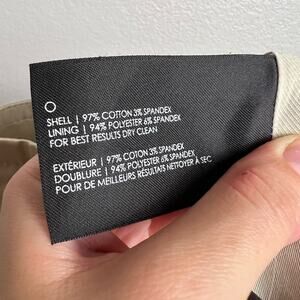 SHELL | 97% COTTON 3% SPANDEX
LINING | 94% POLYESTER 6% SPANDEX
FOR BEST RESULTS DRY CLEAN
EXTÉRIEUR | 97% COTON 3% SPANDEX
DOUBLURE | 94% POLYESTER 6% SPANDEX
POUR DE MEILLEURS RÉSULTATS NETTOYER À SEC